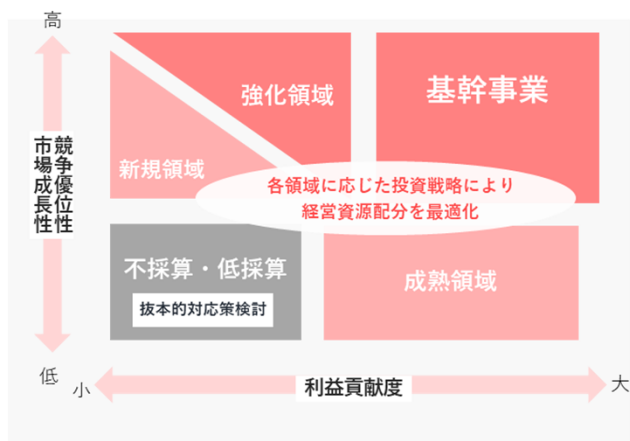 高
競争優位性
市場成長性
低
強化領域
基幹事業
新規領域
各領域に応じた投資戦略により
経営資源配分を最適化
不採算・低採算
抜本的対応策検討
成熟領域
小
利益貢献度
大